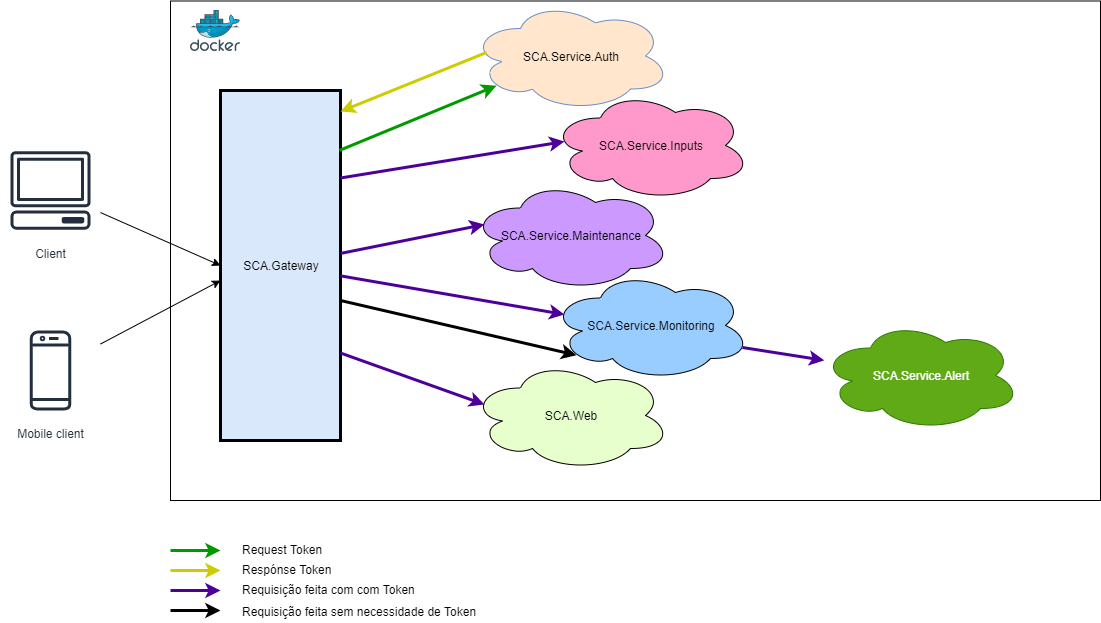 docker
SCA.Service.Auth
SCA.Service.Inputs
SCA.Service.Maintenance
SCA.Gateway
Client
SCA.Service.Monitoring
SCA.Service.Alert
SCA.Web
Mobile client
Request Token
Respónse Token
Requisição feita com com Token
Requisição feita sem necessidade de Token